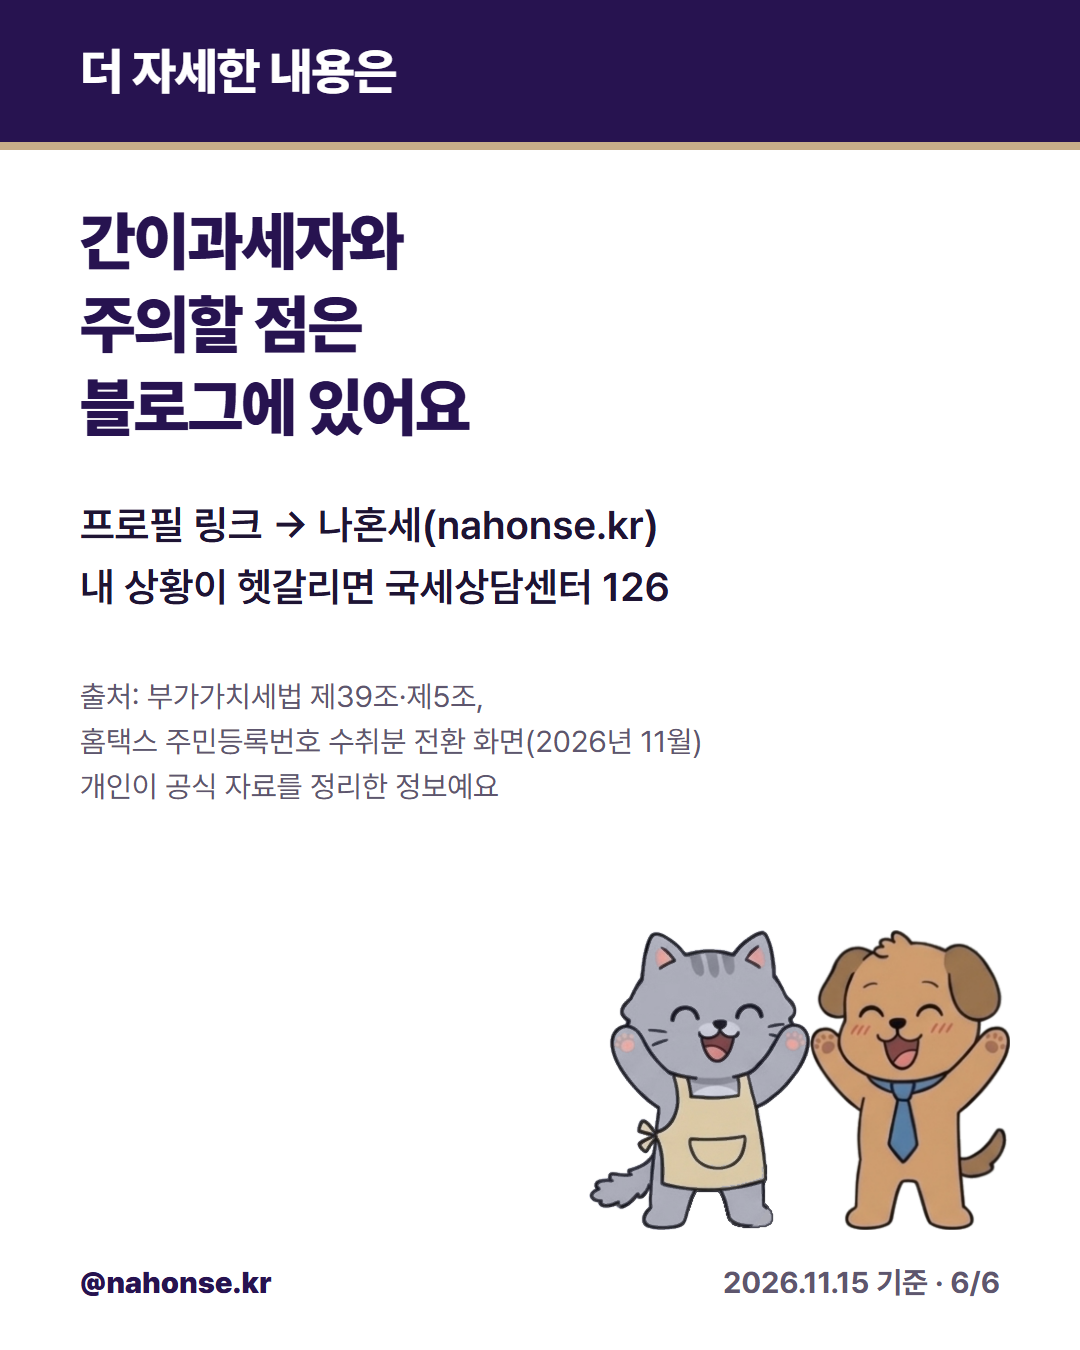 더 자세한 내용은
간이과세자와
주의할 점은
블로그에 있어요
프로필 링크 → 나혼세(nahonse.kr)
내 상황이 헷갈리면 국세상담센터 126
출처: 부가가치세법 제39조·제5조,
홈택스 주민등록번호 수취분 전환 화면(2026년 11월)
개인이 공식 자료를 정리한 정보예요
@nahonse.kr
2026.11.15 기준 · 6/6